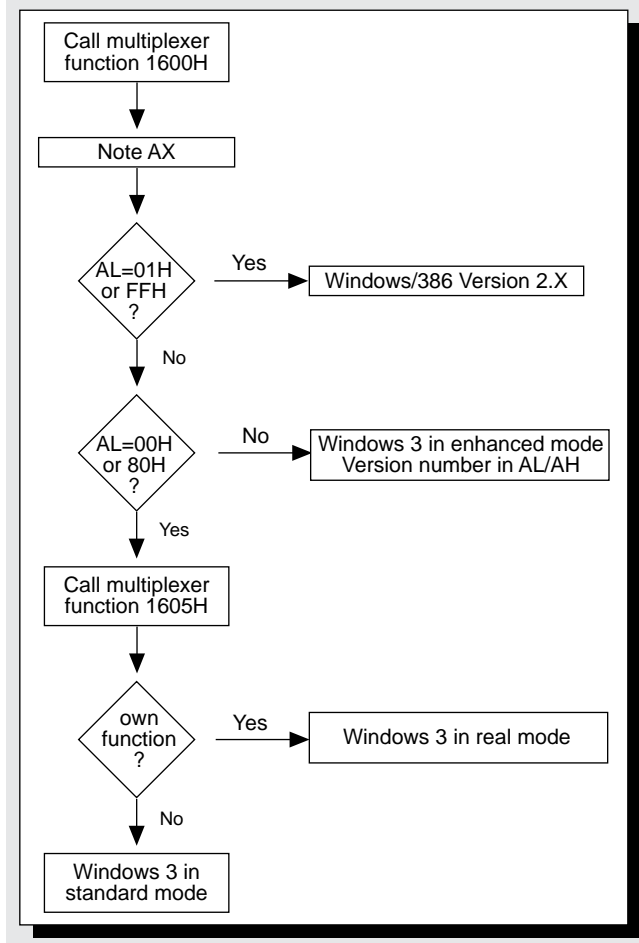 Call multiplexer
function 1600H
Note AX
AL=01H
or FFH
?
Yes
Windows/386 Version 2.X
No
AL=00H
or 80H
?
No
Windows 3 in enhanced mode
Version number in AL/AH
Yes
Call multiplexer
function 1605H
own
function
?
Yes
Windows 3 in real mode
No
Windows 3 in
standard mode